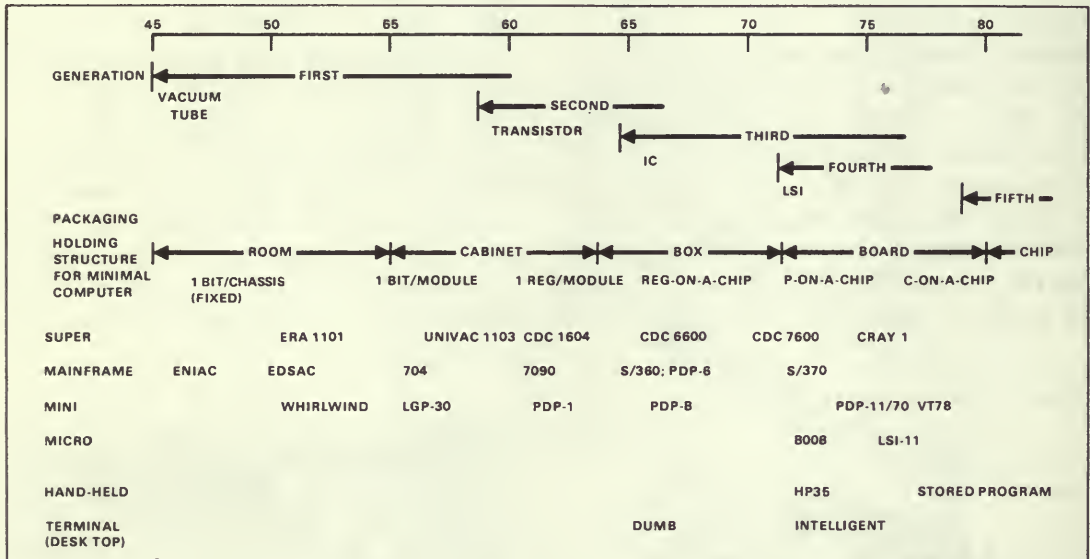 45 50 55 60 65 70 75 80
GENERATION FIRST
VACUUM
TUBE
SECOND
TRANSISTOR THIRD
IC FOURTH
LSI
FIFTH
PACKAGING
HOLDING
STRUCTURE
FOR MINIMAL
COMPUTER
ROOM CABINET BOX BOARD CHIP
1 BIT/CHASSIS
(FIXED)
1 BIT/MODULE 1 REG/MODULE REG-ON-A-CHIP P-ON-A-CHIP C-ON-A-CHIP
SUPER ERA 1101 UNIVAC 1103 CDC 1604 CDC 6600 CDC 7600 CRAY 1
MAINFRAME ENIAC EDSAC 704 7090 S/360; PDP-6 S/370
MINI WHIRLWIND LGP-30 PDP-1 PDP-8 PDP-11/70 VT78
MICRO 8008 LSI-11
HAND-HELD HP35 STORED PROGRAM
TERMINAL
(DESK TOP)
DUMB INTELLIGENT